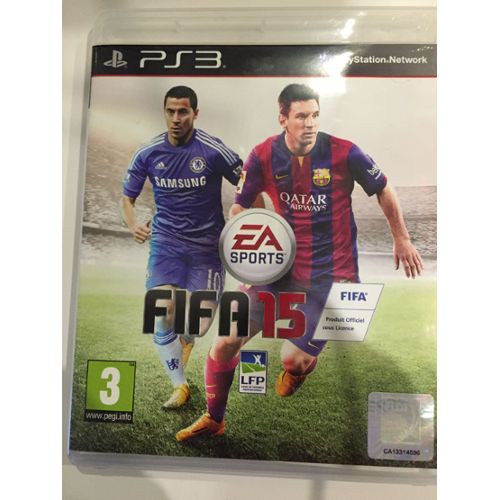 PS3
PlayStation Network
SAMSUNG
QATAR
AIRWAYS
EA
SPORTS
FIFA 15
FIFA
Produit Officiel
sous Licence
3
www.pegi.info
LFP